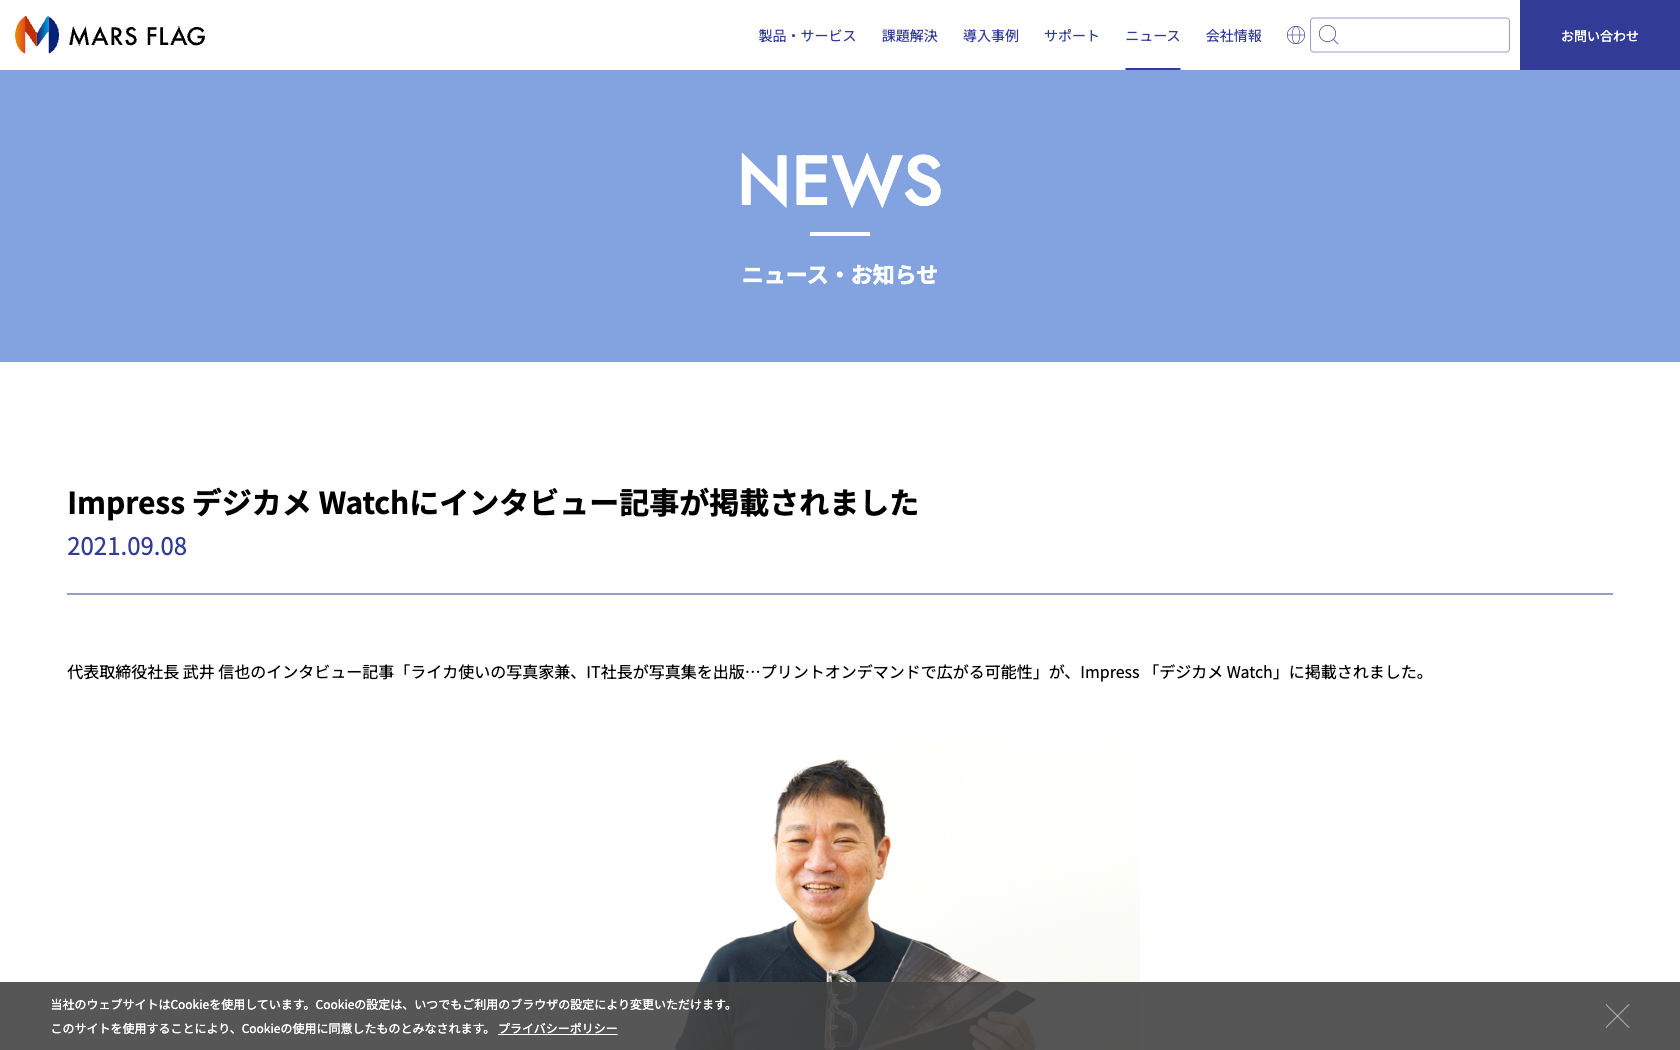 MARS FLAG
製品・サービス 課題解決 導入事例 サポート ニュース 会社情報 お問い合わせ
NEWS
ニュース・お知らせ
Impress デジカメ Watchにインタビュー記事が掲載されました
2021.09.08
代表取締役社長 武井 信也のインタビュー記事「ライカ使いの写真家兼、IT社長が写真集を出版…プリントオンデマンドで広がる可能性」が、Impress 「デジカメ Watch」に掲載されました。
当社のウェブサイトはCookieを使用しています。Cookieの設定は、いつでもご利用のブラウザの設定により変更いただけます。
このサイトを使用することにより、Cookieの使用に同意したものとみなされます。 プライバシーポリシー